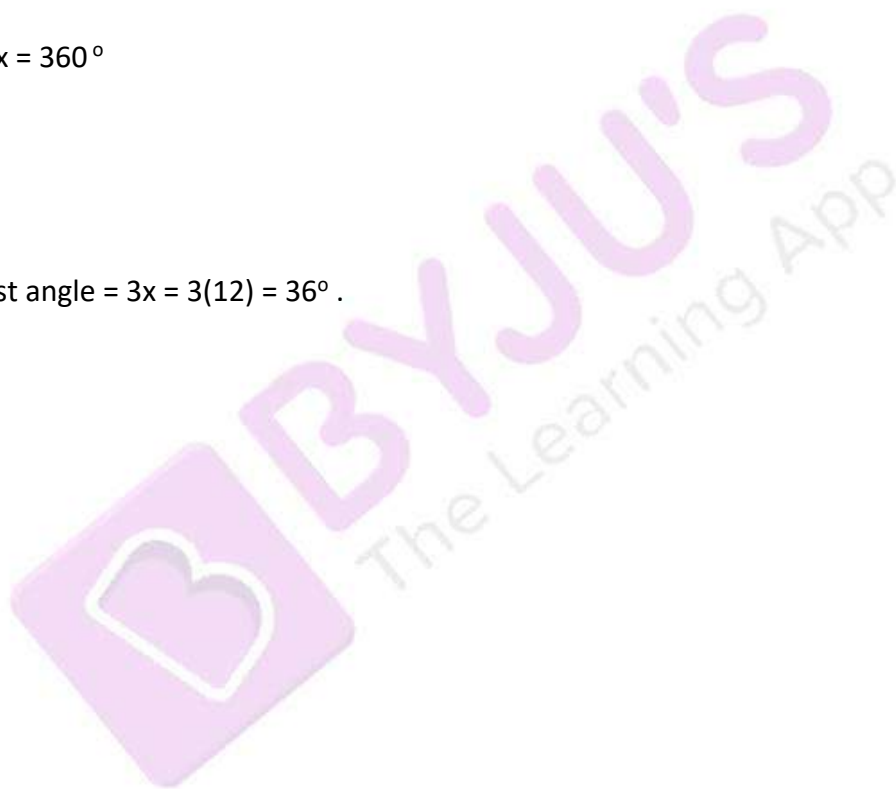 x = 360°
st angle = 3x = 3(12) = 36° .
BYJU'S
The Learning App